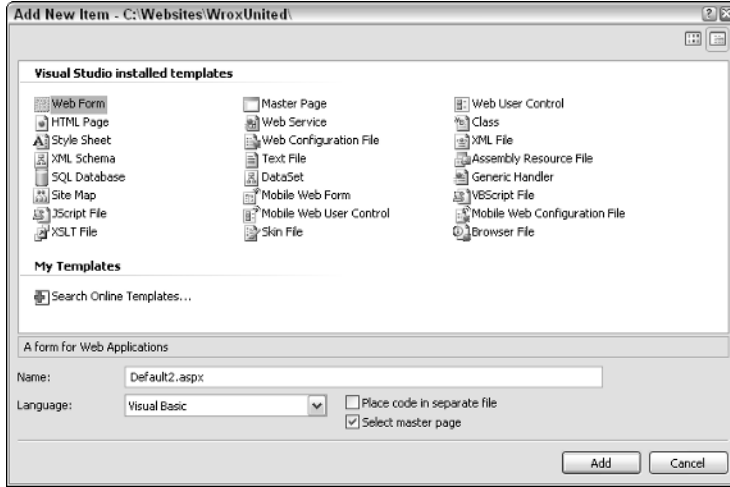 Add New Item - C:\Websites\WroxUnited\
Visual Studio installed templates
Web Form Master Page Web User Control
HTML Page Web Service Class
Style Sheet Web Configuration File XML File
XML Schema Text File Assembly Resource File
SQL Database DataSet Generic Handler
Site Map Mobile Web Form VBScript File
JScript File Mobile Web User Control Mobile Web Configuration File
XSLT File Skin File Browser File
My Templates
Search Online Templates...
A form for Web Applications
Name: Default2.aspx
Language: Visual Basic Place code in separate file
Select master page
Add Cancel